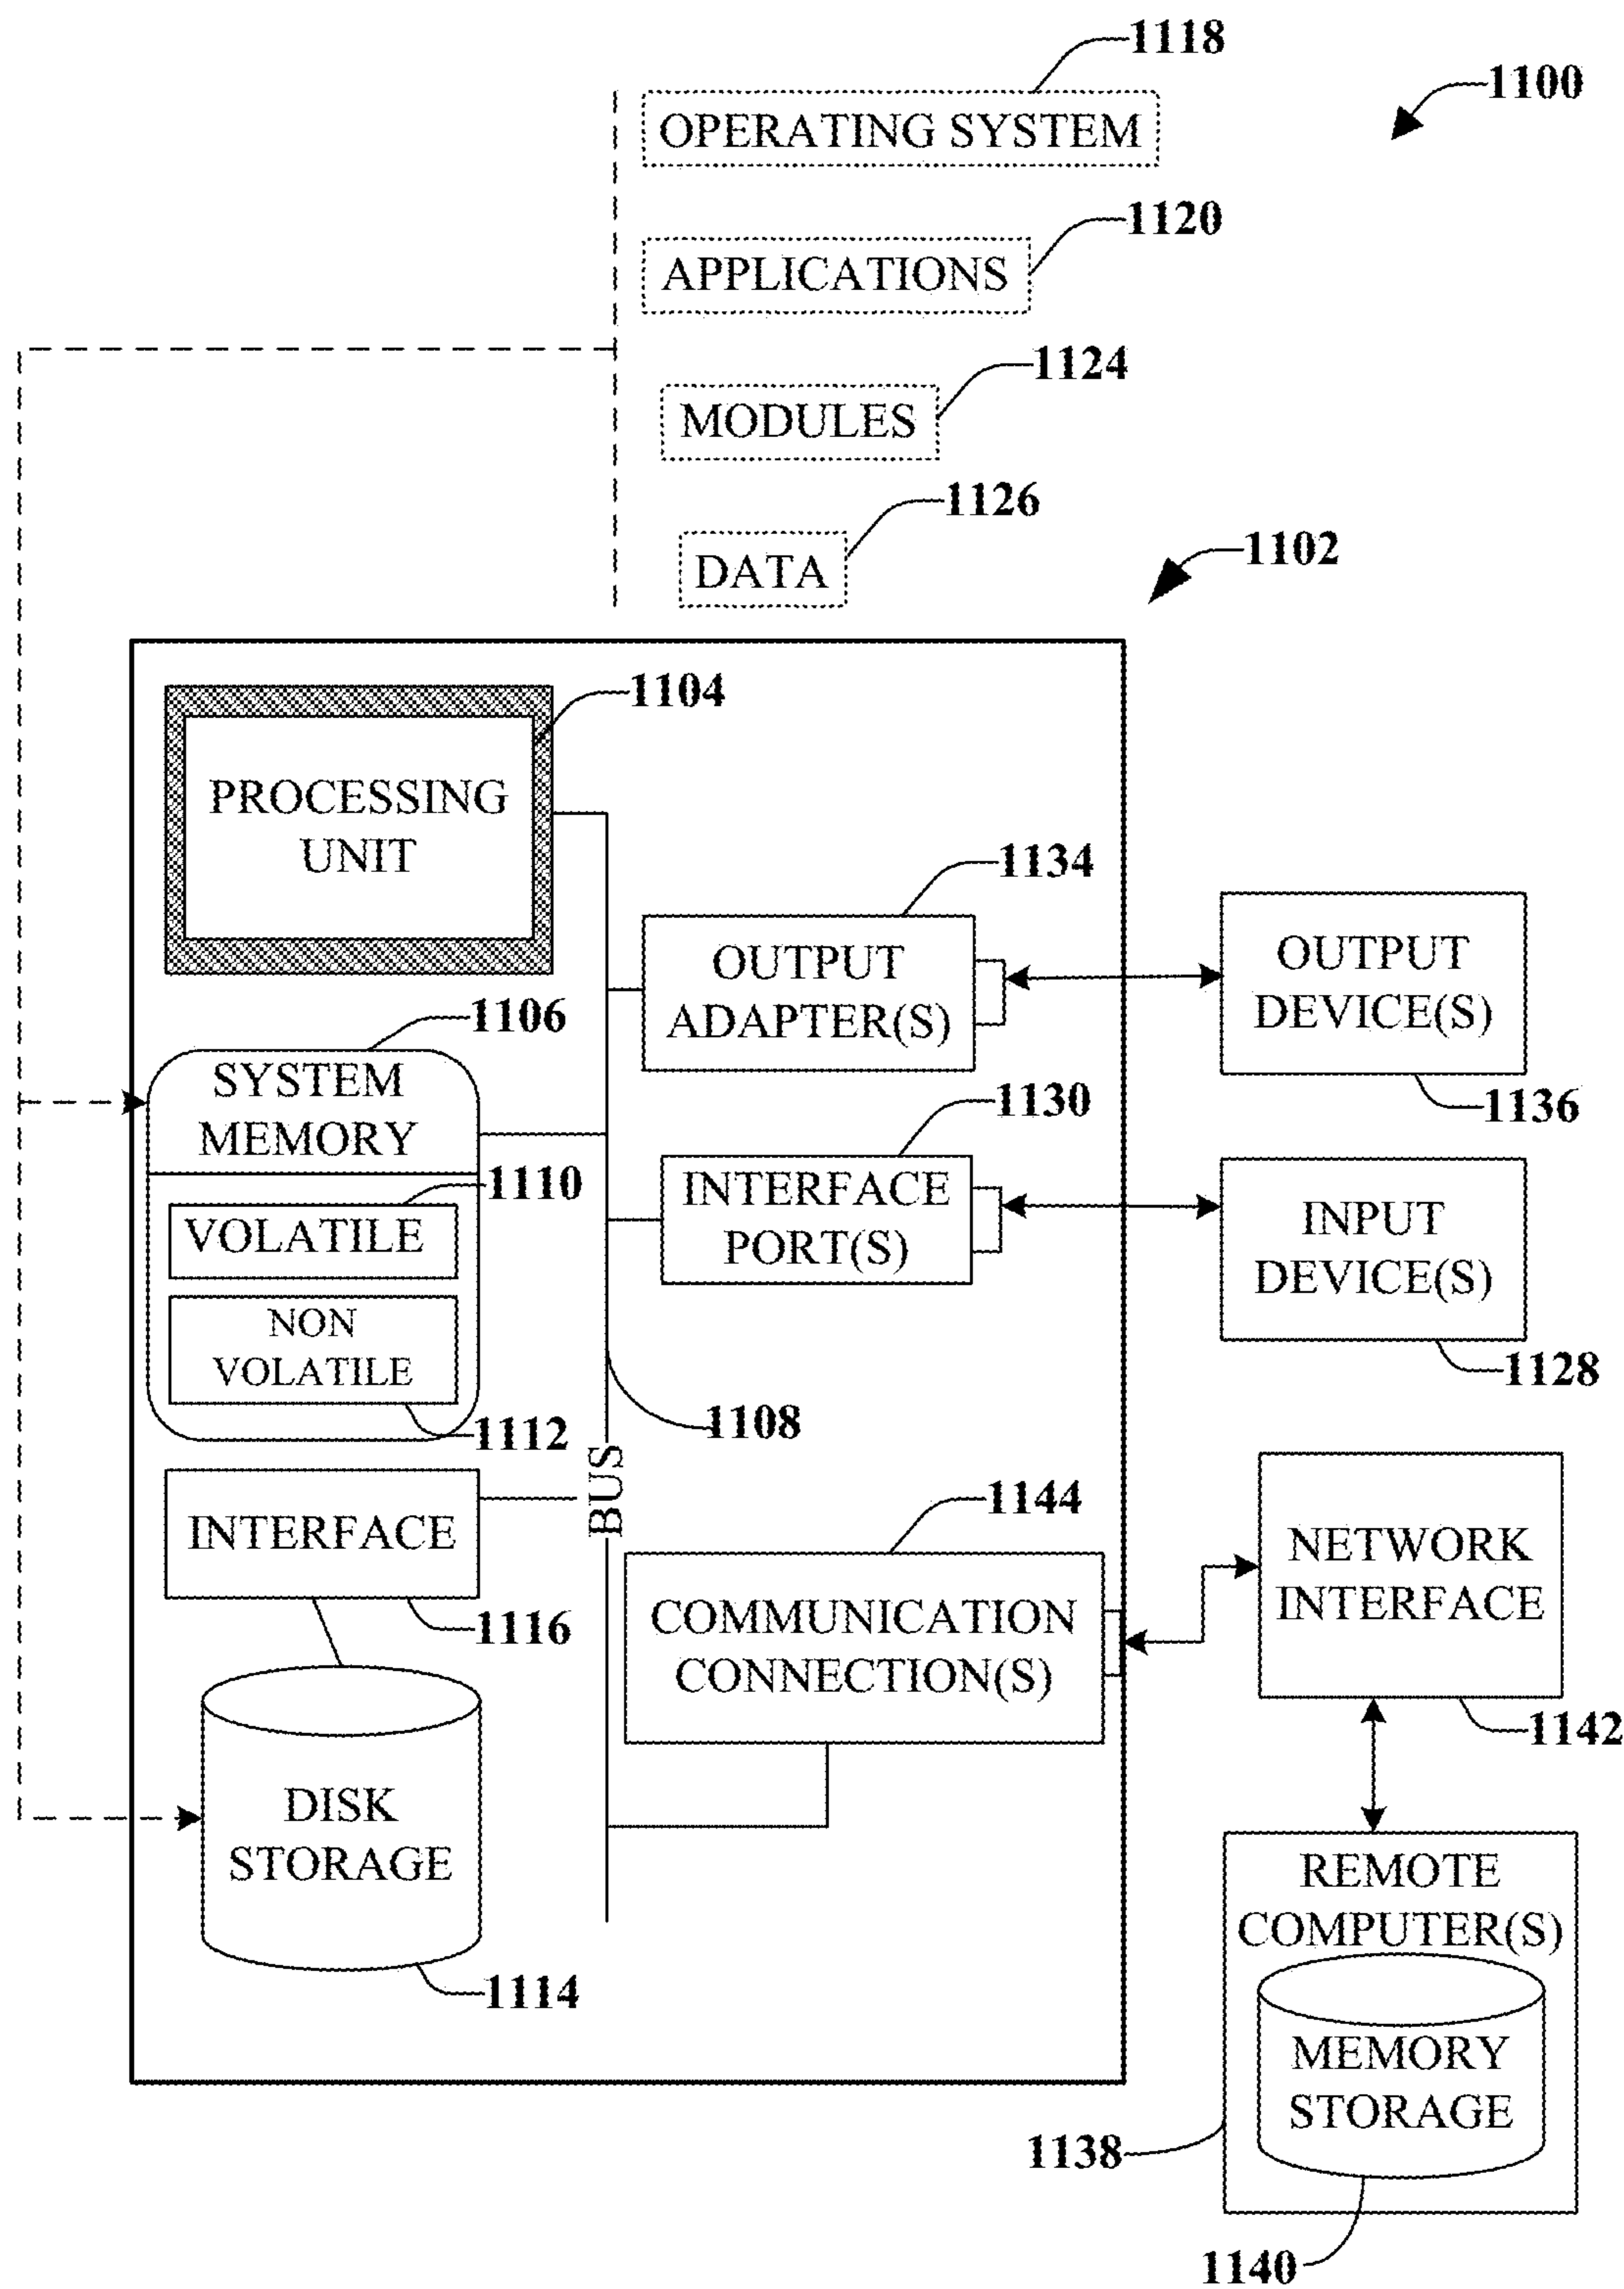 1118
1100
OPERATING SYSTEM
1120
APPLICATIONS
1124
MODULES
1126
DATA
1102
1104
PROCESSING
UNIT
1134
OUTPUT
ADAPTER(S)
OUTPUT
DEVICE(S)
1136
1106
SYSTEM
MEMORY
1130
INTERFACE
PORT(S)
INPUT
DEVICE(S)
1128
1110
VOLATILE
NON
VOLATILE
1112
1108
BUS
INTERFACE
1116
1144
COMMUNICATION
CONNECTION(S)
NETWORK
INTERFACE
1142
DISK
STORAGE
1114
REMOTE
COMPUTER(S)
MEMORY
STORAGE
1138
1140